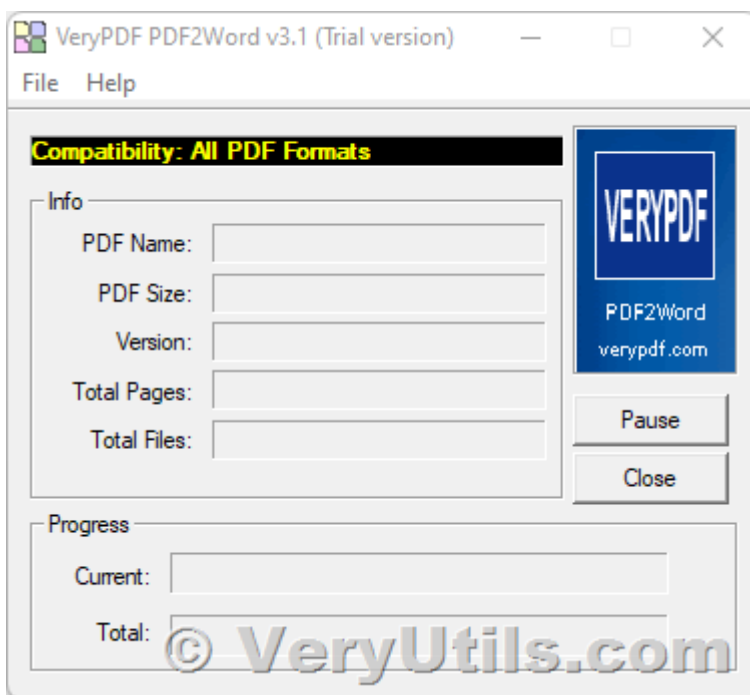 VeryPDF PDF2Word v3.1 (Trial version)
File Help
Compatibility: All PDF Formats
Info
PDF Name:
PDF Size:
Version:
Total Pages:
Total Files:
VERYPDF
PDF2Word
verypdf.com
Pause
Close
Progress
Current:
Total:
© VeryUtils.com